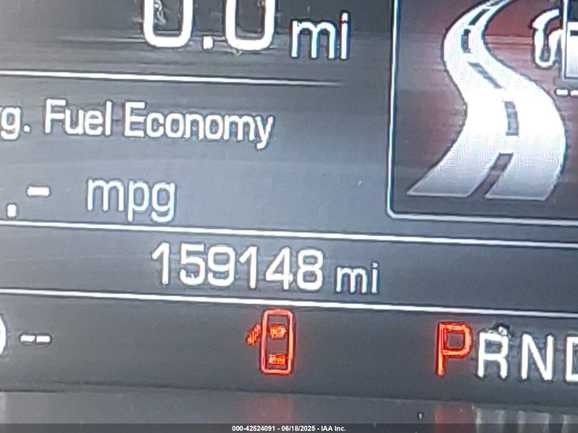 0.0 mi
g. Fuel Economy
.- mpg
159148 mi
--
PRND
000-42524091 - 06/18/2025 - IAA Inc.